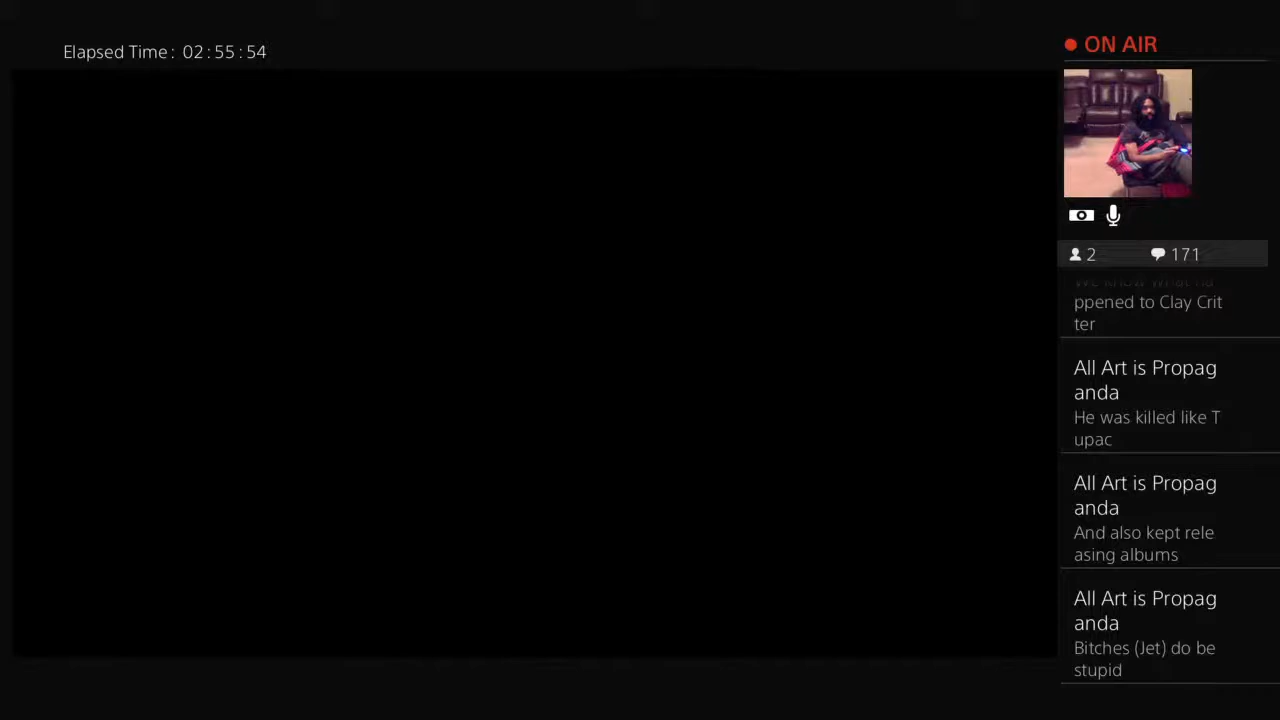 Elapsed Time: 02:55:54
ON AIR
2 171
ppened to Clay Crit
ter
All Art is Propag
anda
He was killed like T
upac
All Art is Propag
anda
And also kept rele
asing albums
All Art is Propag
anda
Bitches (Jet) do be
stupid